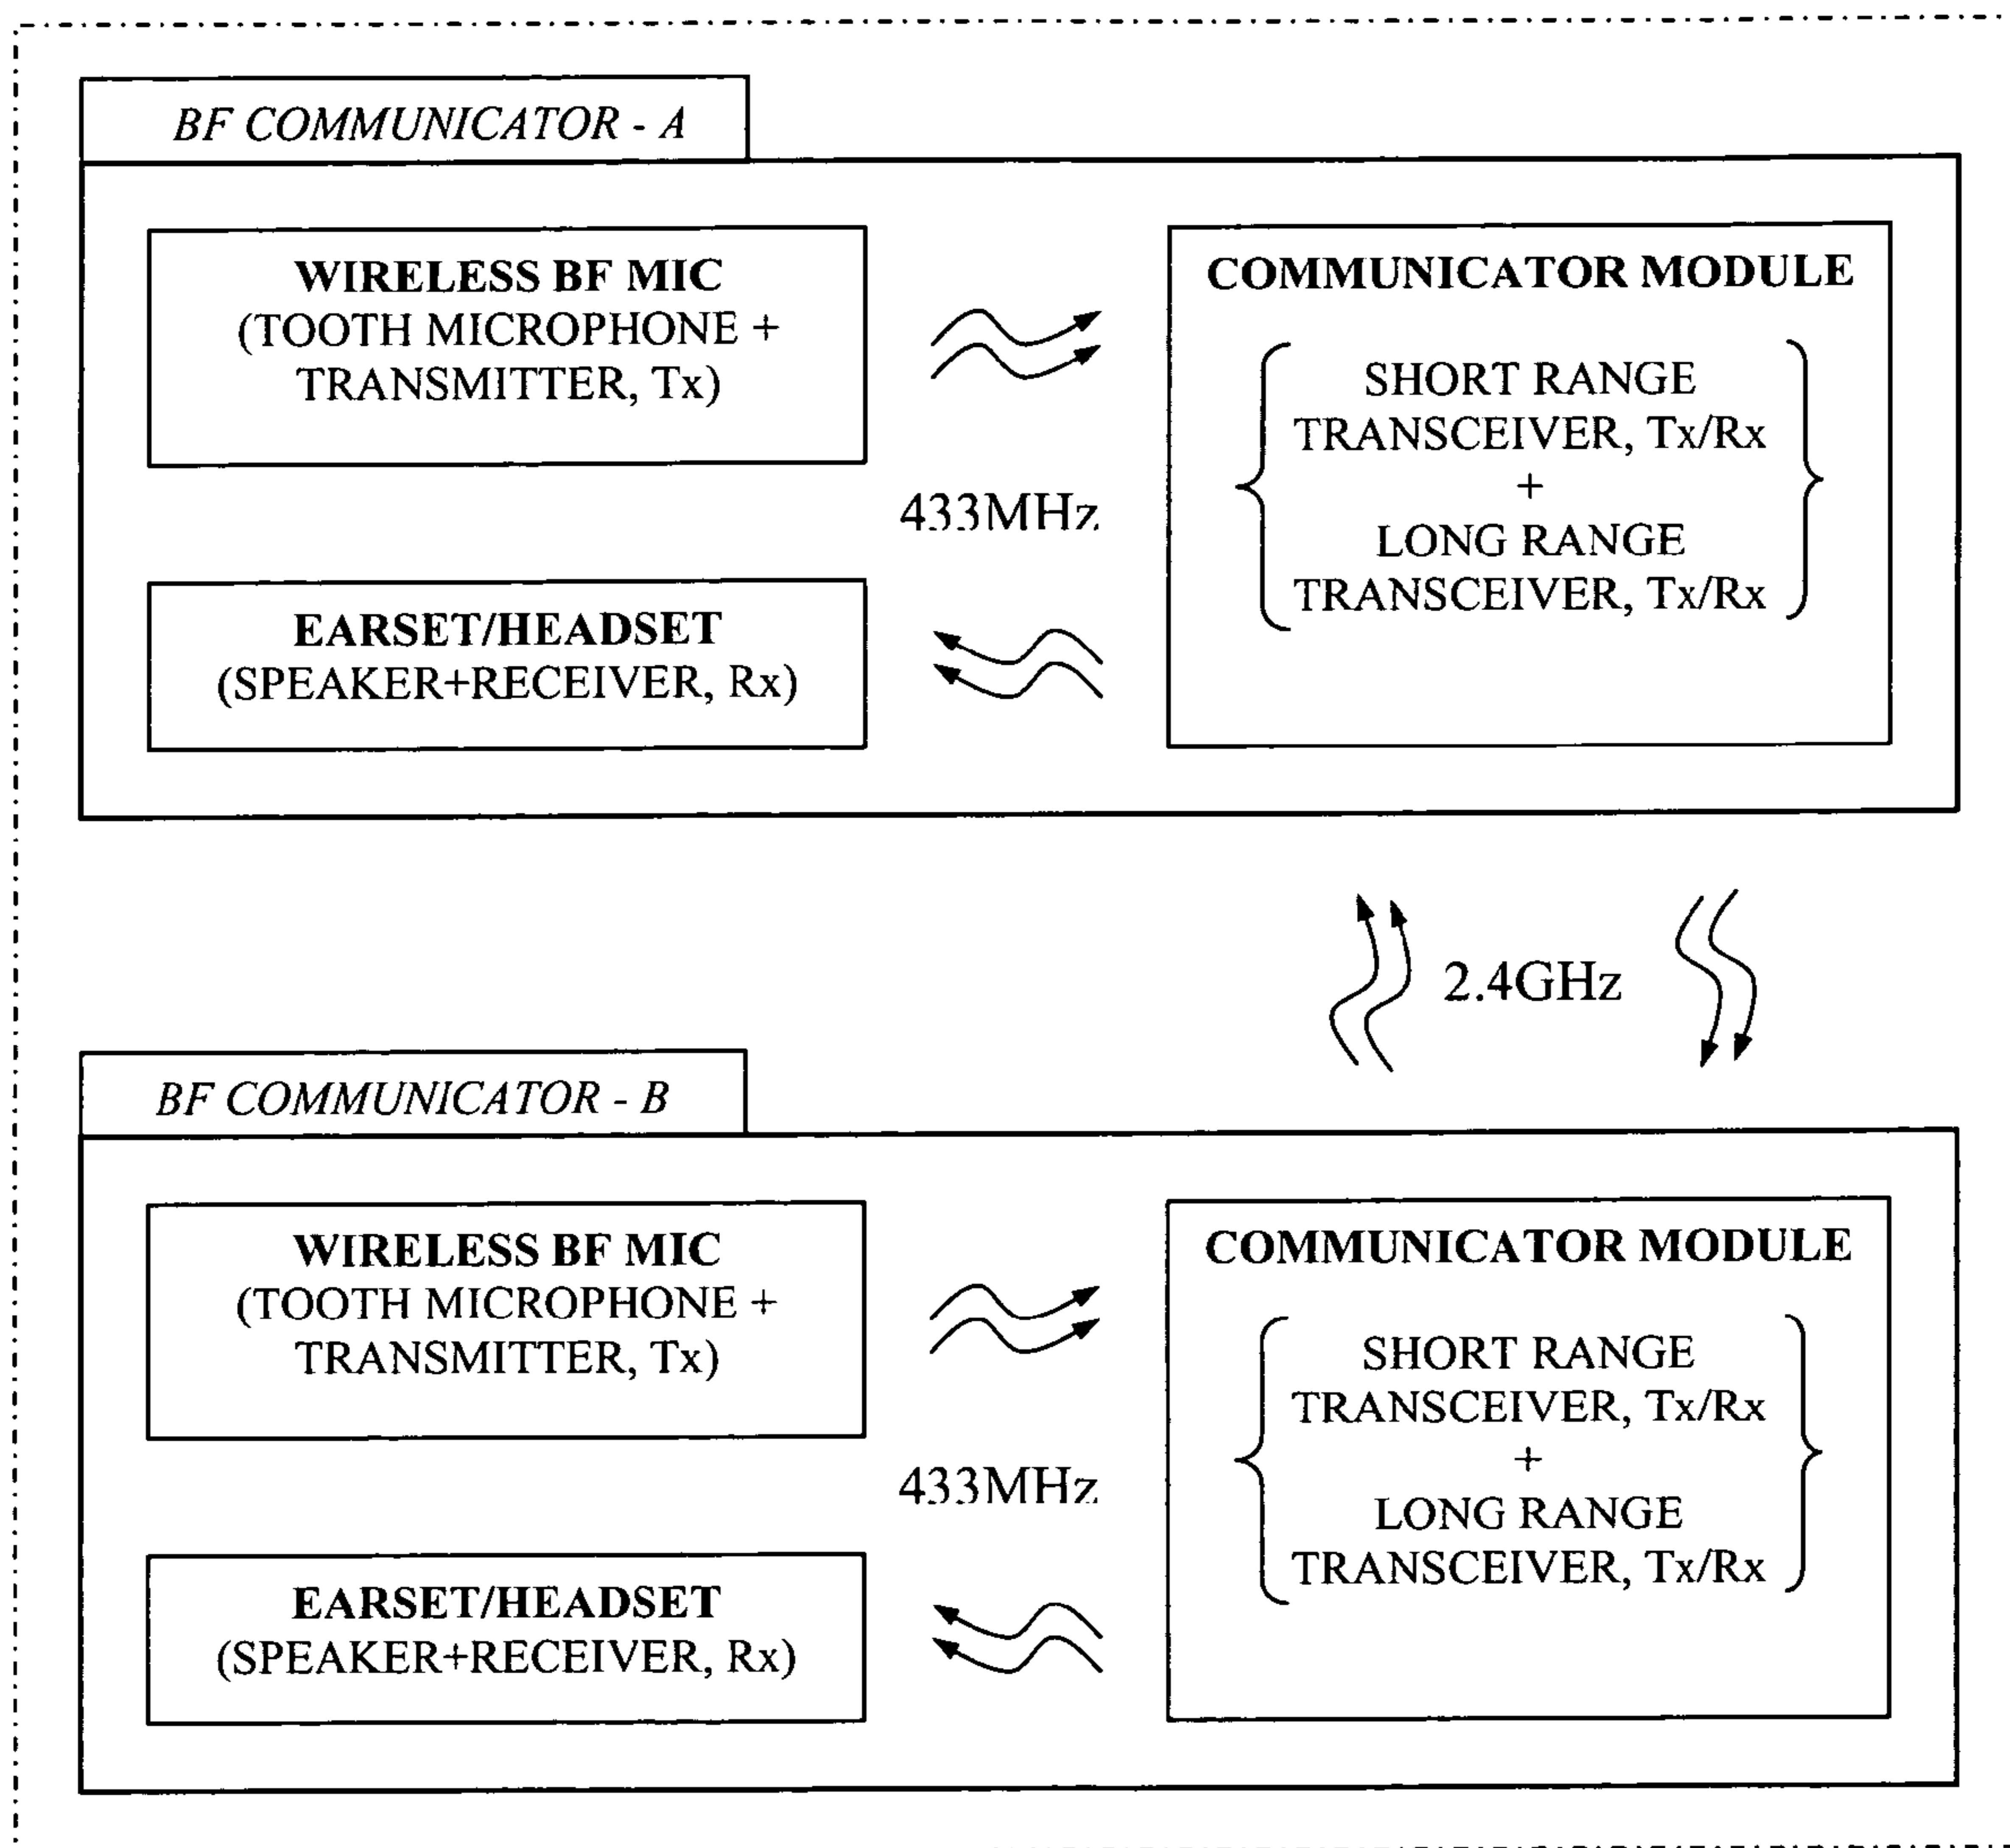 BF COMMUNICATOR - A
WIRELESS BF MIC
(TOOTH MICROPHONE +
TRANSMITTER, Tx)
433MHz
EARSET/HEADSET
(SPEAKER+RECEIVER, Rx)
COMMUNICATOR MODULE
SHORT RANGE
TRANSCEIVER, Tx/Rx
+
LONG RANGE
TRANSCEIVER, Tx/Rx
2.4GHz
BF COMMUNICATOR - B
WIRELESS BF MIC
(TOOTH MICROPHONE +
TRANSMITTER, Tx)
433MHz
EARSET/HEADSET
(SPEAKER+RECEIVER, Rx)
COMMUNICATOR MODULE
SHORT RANGE
TRANSCEIVER, Tx/Rx
+
LONG RANGE
TRANSCEIVER, Tx/Rx